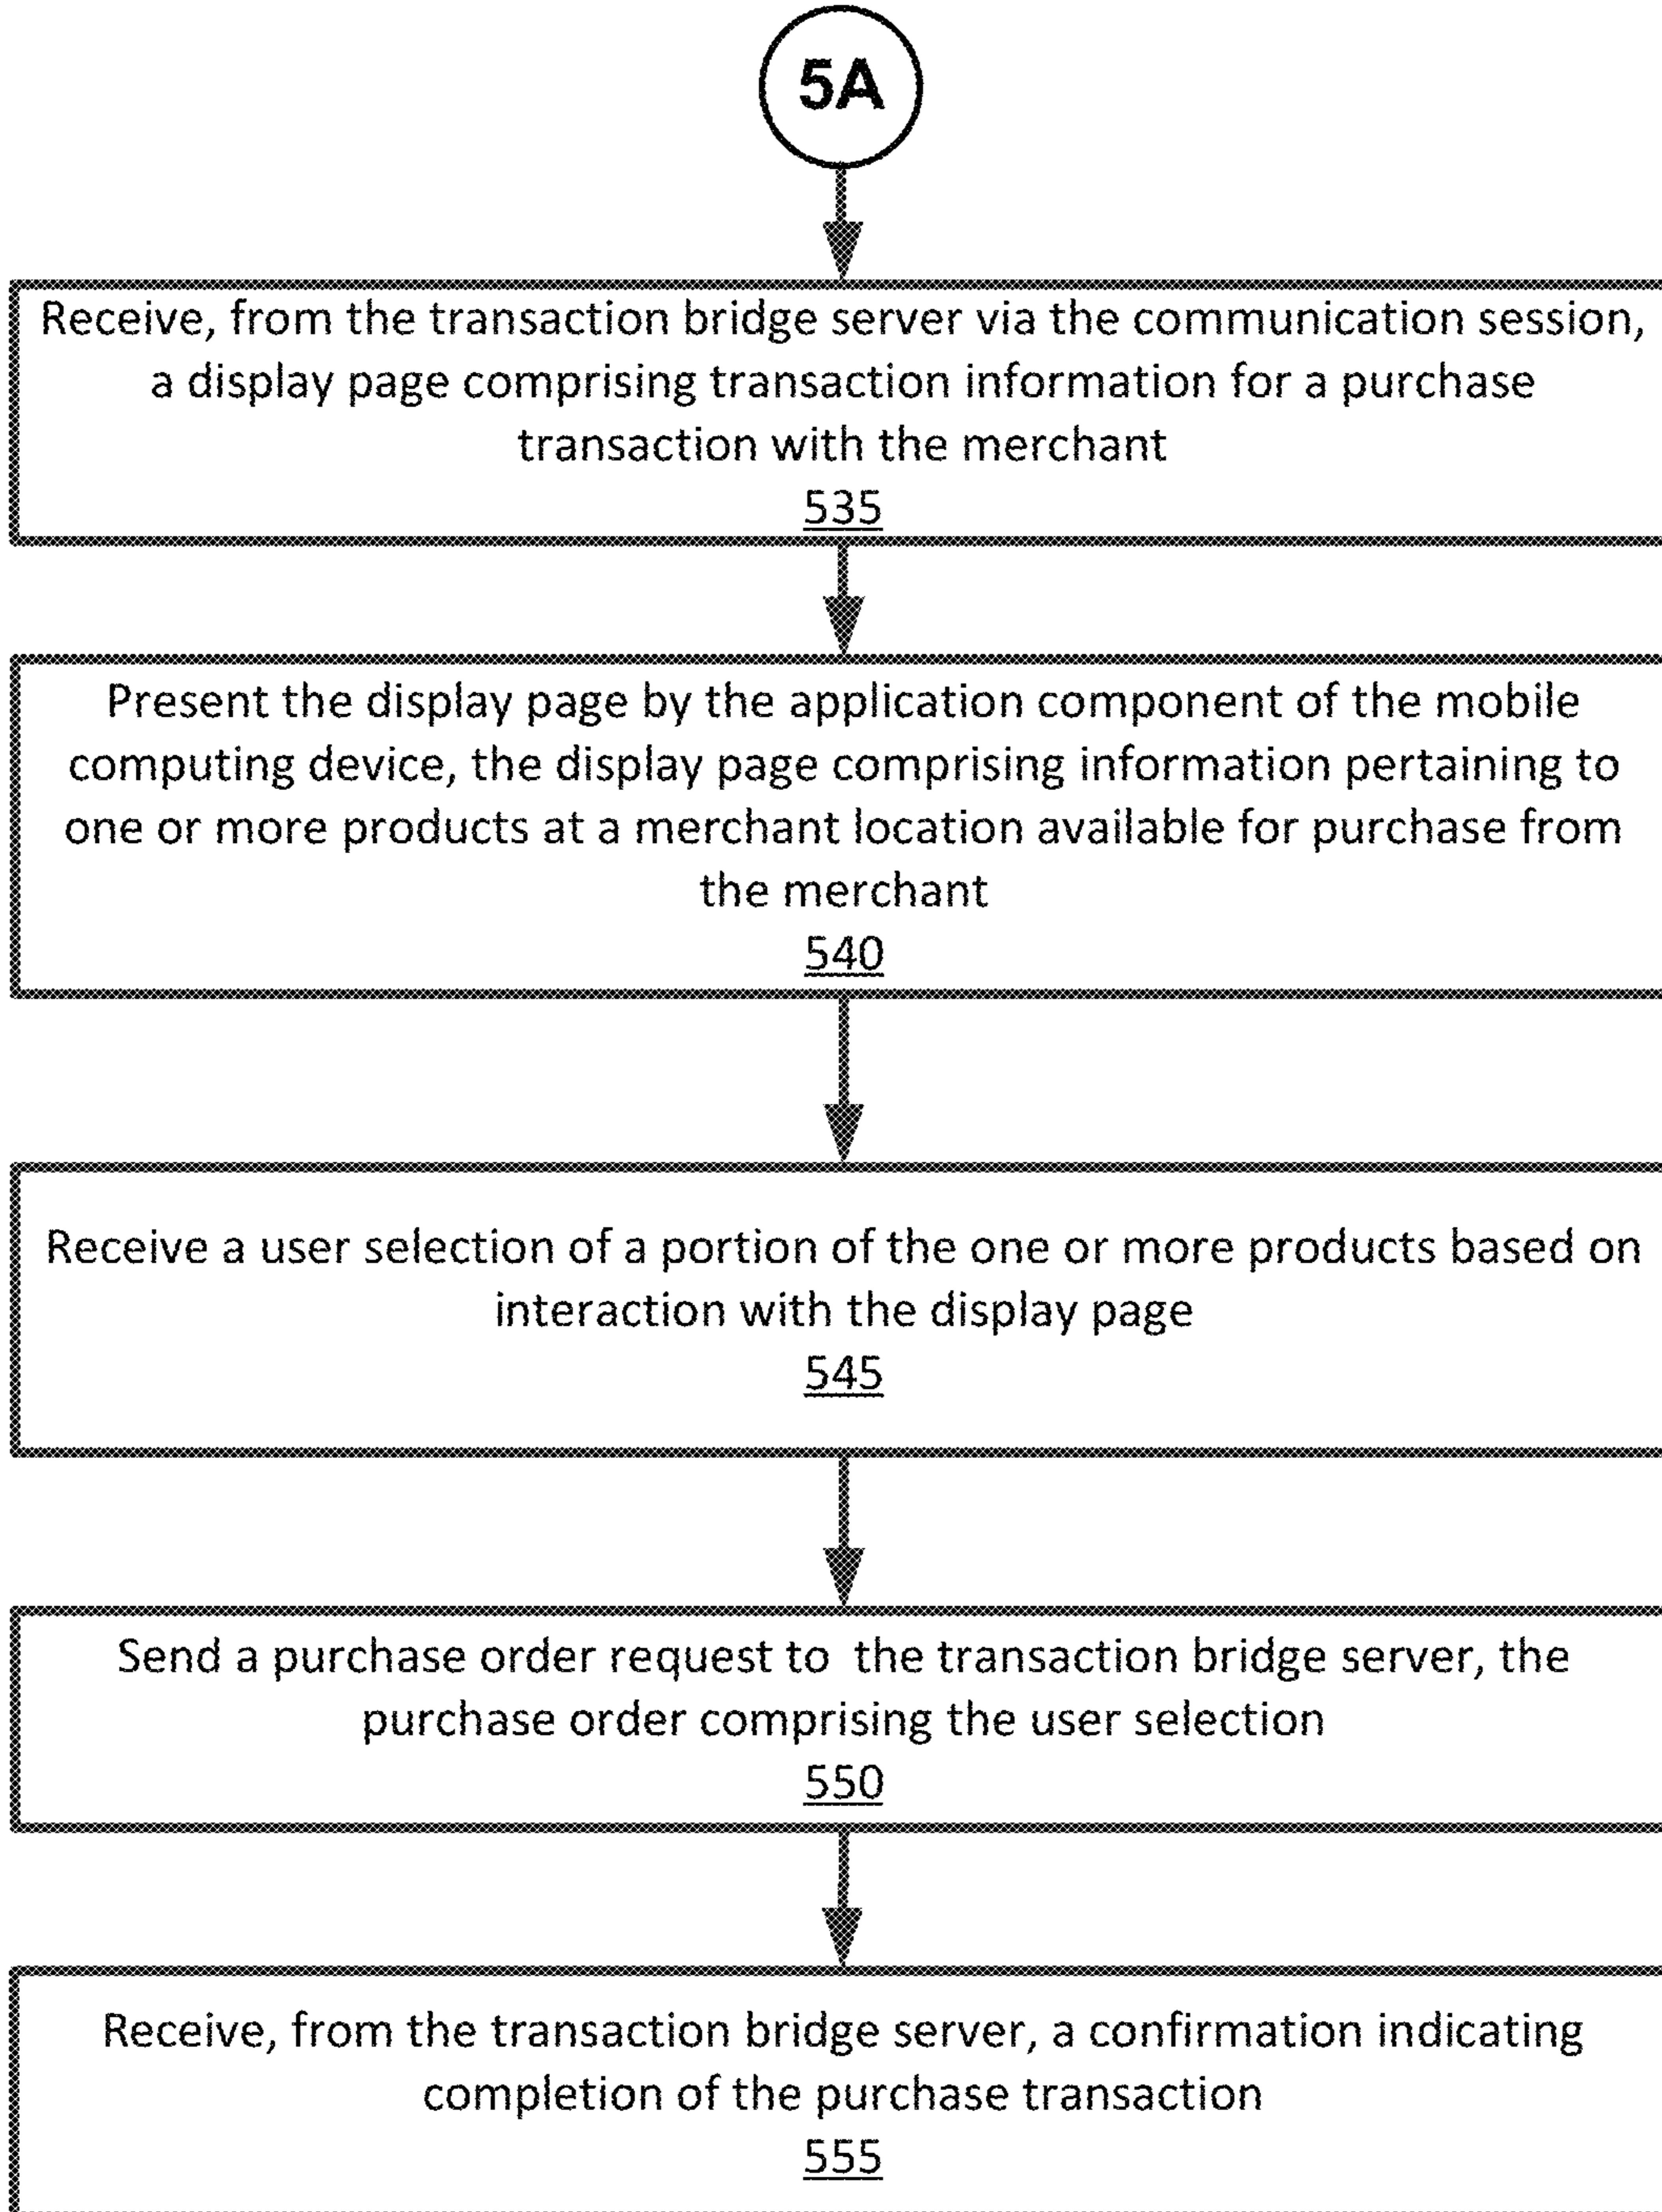 5A
Receive, from the transaction bridge server via the communication session,
a display page comprising transaction information for a purchase
transaction with the merchant
535
Present the display page by the application component of the mobile
computing device, the display page comprising information pertaining to
one or more products at a merchant location available for purchase from
the merchant
540
Receive a user selection of a portion of the one or more products based on
interaction with the display page
545
Send a purchase order request to the transaction bridge server, the
purchase order comprising the user selection
550
Receive, from the transaction bridge server, a confirmation indicating
completion of the purchase transaction
555